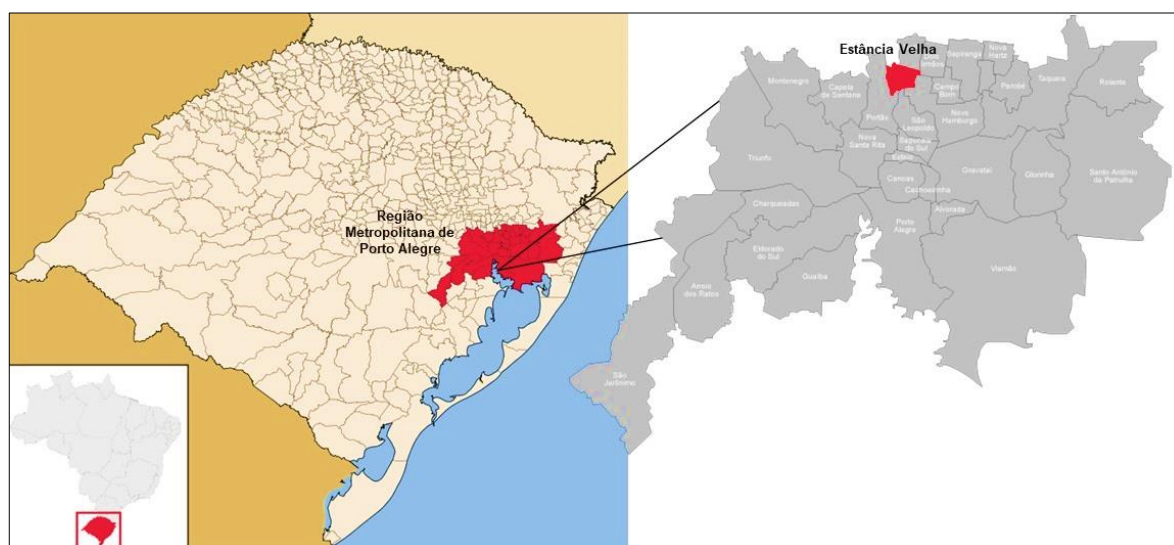 Região
Metropolitana de
Porto Alegre
Estância Velha
Dois
Irmãos
Sapiranga
Nova
Hartz
Montenegro
Capela
de Santana
Campo
Bom
Parobé
Taquara
Rolante
Portão
São
Leopoldo
Novo
Hamburgo
Nova
Santa Rita
Sapucaia
do Sul
Esteio
Triunfo
Canoas
Gravataí
Glorinha
Santo Antônio
da Patrulha
Cachoeirinha
Charqueadas
Alvorada
Porto
Alegre
Eldorado
do Sul
Guaíba
Viamão
Arroio
dos Ratos
São
Jerônimo